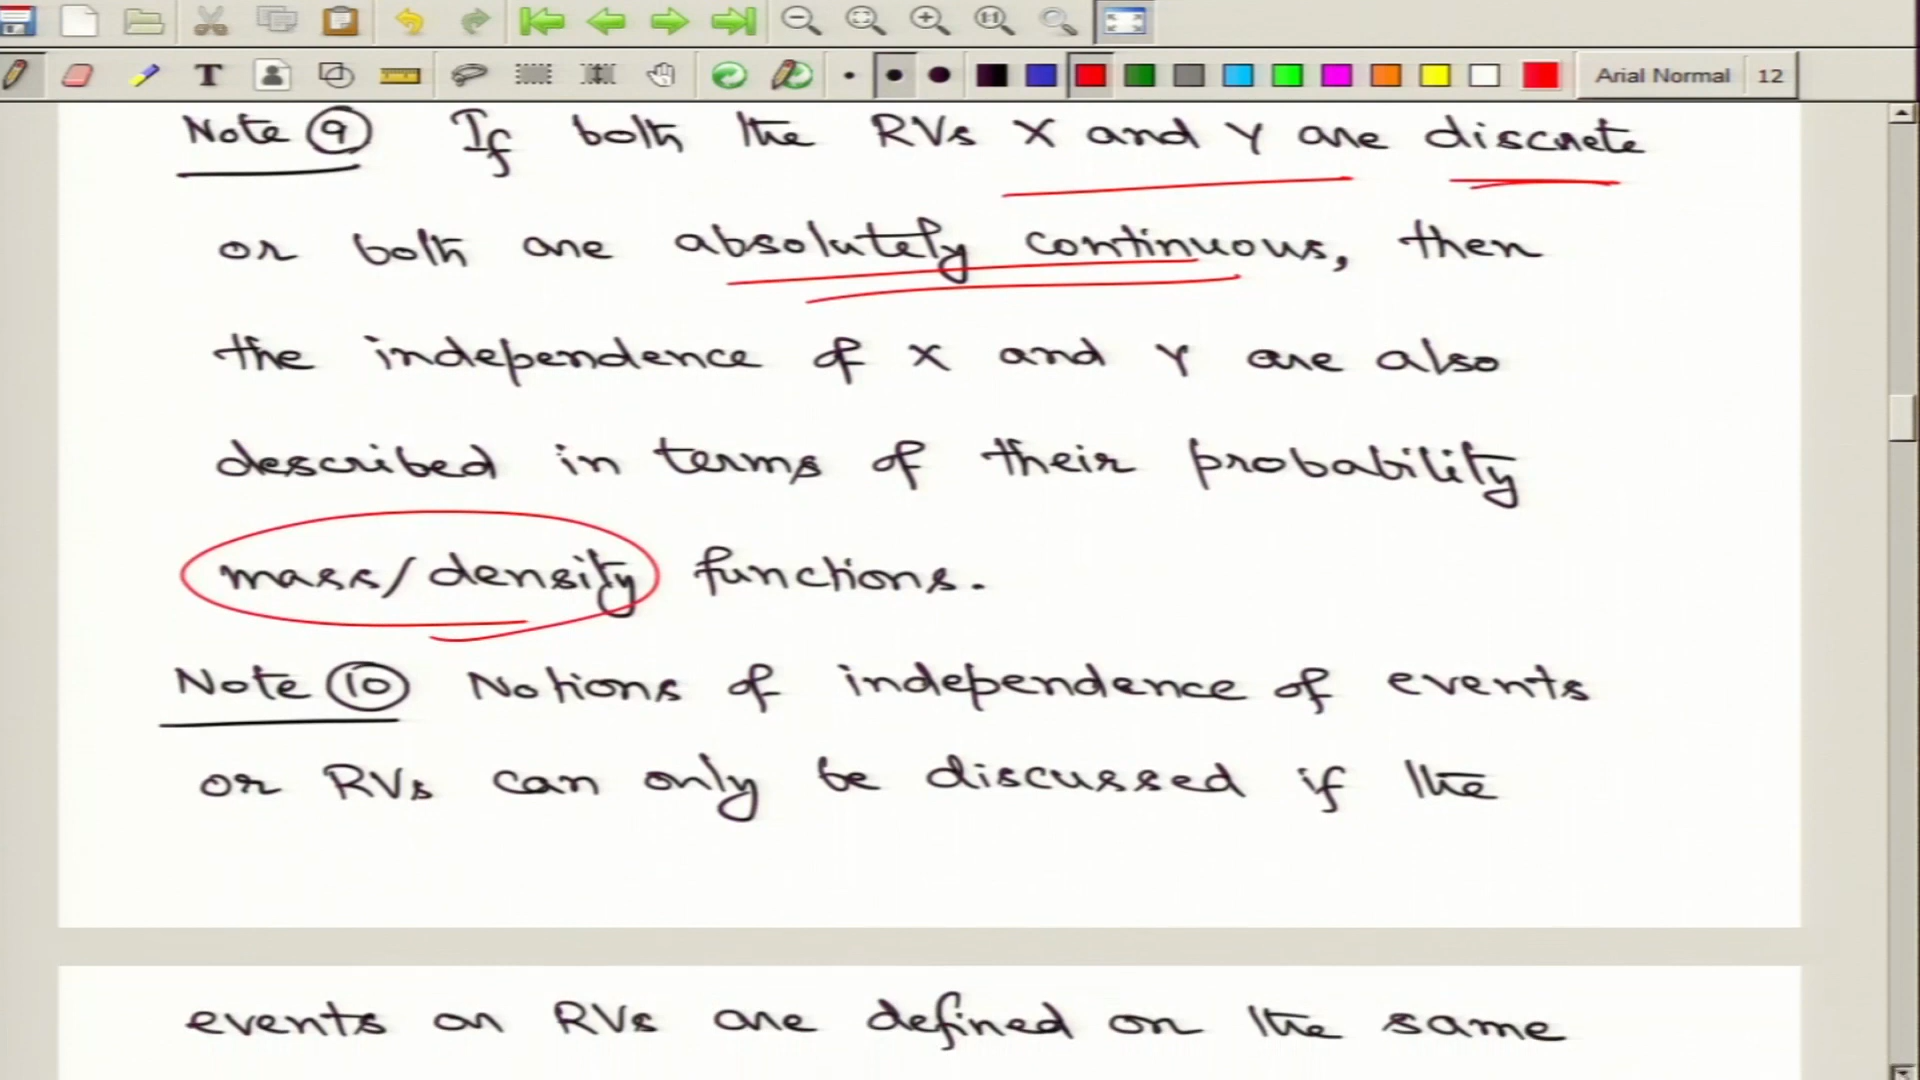 Arial Normal 12
Note 9 If both the RVs X and Y are discrete
or both are absolutely continuous, then
the independence of X and Y are also
described in terms of their probability
mass/density functions.
Note 10 Notions of independence of events
or RVs can only be discussed if the
events or RVs are defined on the same